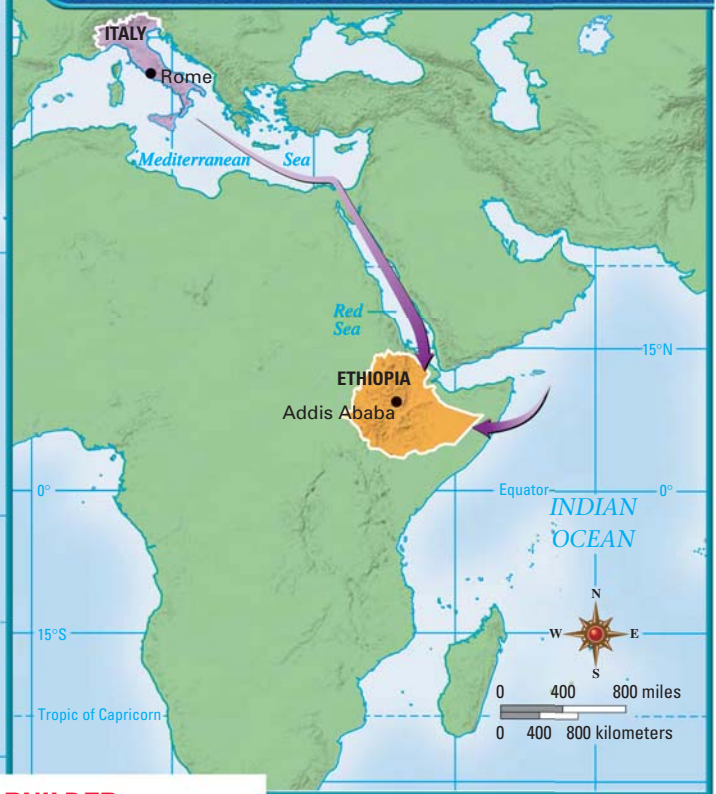 ITALY
Rome
Mediterranean Sea
Red
Sea
15°N
ETHIOPIA
Addis Ababa
0°
Equator
0°
INDIAN
OCEAN
N
W E
S
15°S
0 400 800 miles
Tropic of Capricorn
0 400 800 kilometers